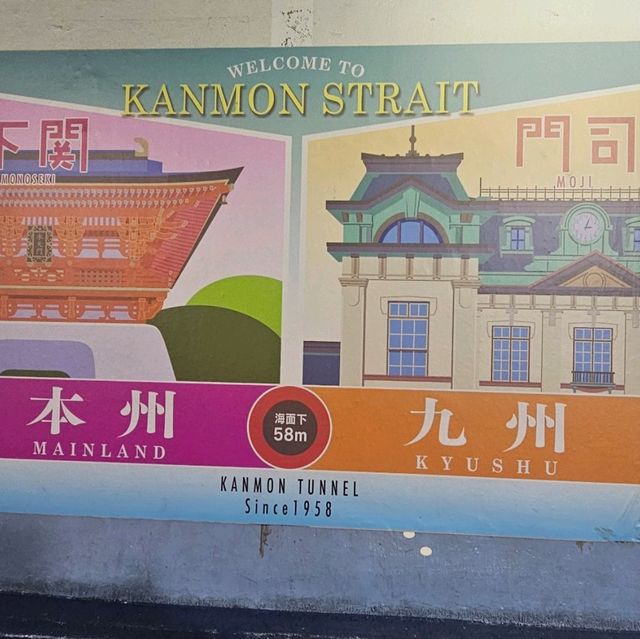 WELCOME TO
KANMON STRAIT
下関
MONOSEKI
門司
MOJI
本州
MAINLAND
海面下
58m
九州
KYUSHU
KANMON TUNNEL
Since1958